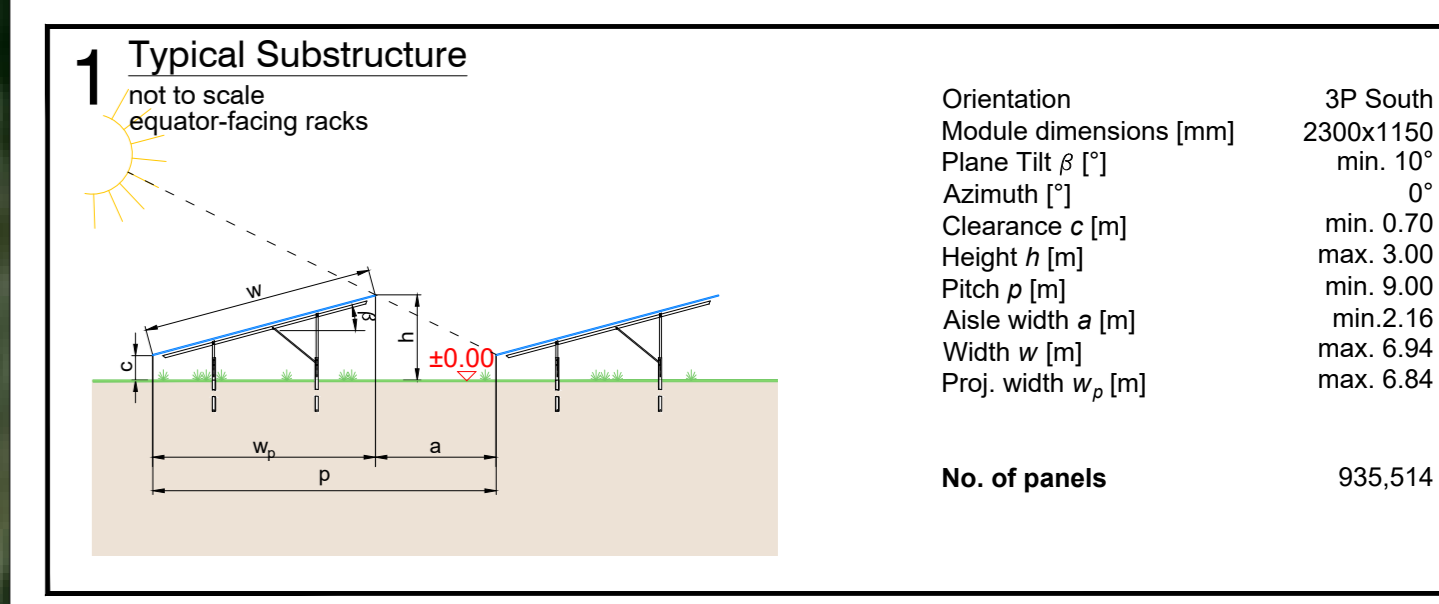 1 Typical Substructure
not to scale
equator-facing racks
w
β
c
h
±0.00
wp
a
p
Orientation 3P South
Module dimensions [mm] 2300x1150
Plane Tilt β [°] min. 10°
Azimuth [°] 0°
Clearance c [m] min. 0.70
Height h [m] max. 3.00
Pitch p [m] min. 9.00
Aisle width a [m] min.2.16
Width w [m] max. 6.94
Proj. width wp [m] max. 6.84
No. of panels 935,514